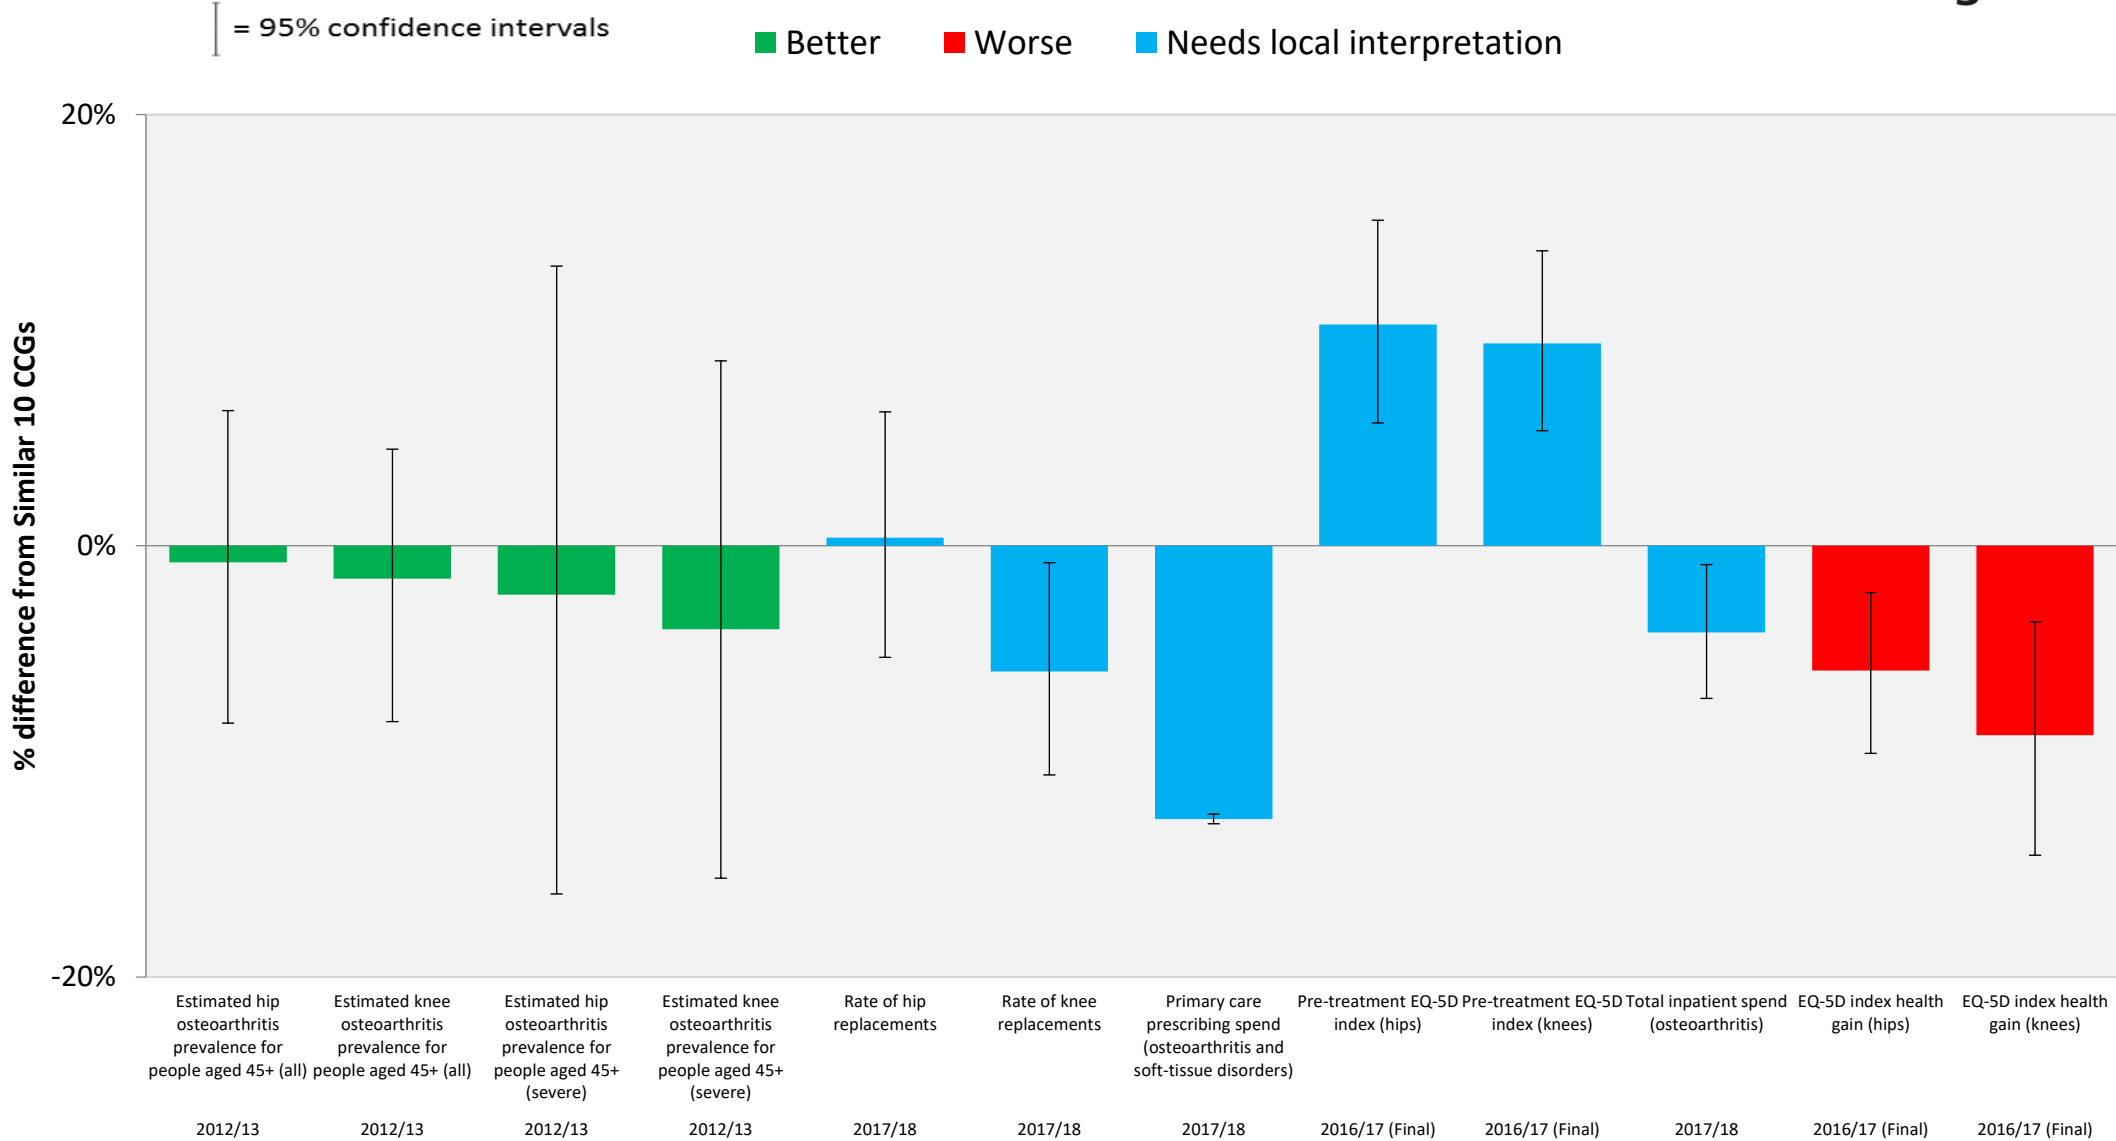 = 95% confidence intervals
Better
Worse
Needs local interpretation
% difference from Similar 10 CCGs
20%
0%
-20%
Estimated hip
osteoarthritis
prevalence for
people aged 45+ (all)
2012/13
Estimated knee
osteoarthritis
prevalence for
people aged 45+ (all)
2012/13
Estimated hip
osteoarthritis
prevalence for
people aged 45+
(severe)
2012/13
Estimated knee
osteoarthritis
prevalence for
people aged 45+
(severe)
2012/13
Rate of hip
replacements
2017/18
Rate of knee
replacements
2017/18
Primary care
prescribing spend
(osteoarthritis and
soft-tissue disorders)
2017/18
Pre-treatment EQ-5D
index (hips)
2016/17 (Final)
Pre-treatment EQ-5D
index (knees)
2016/17 (Final)
Total inpatient spend
(osteoarthritis)
2017/18
EQ-5D index health
gain (hips)
2016/17 (Final)
EQ-5D index health
gain (knees)
2016/17 (Final)